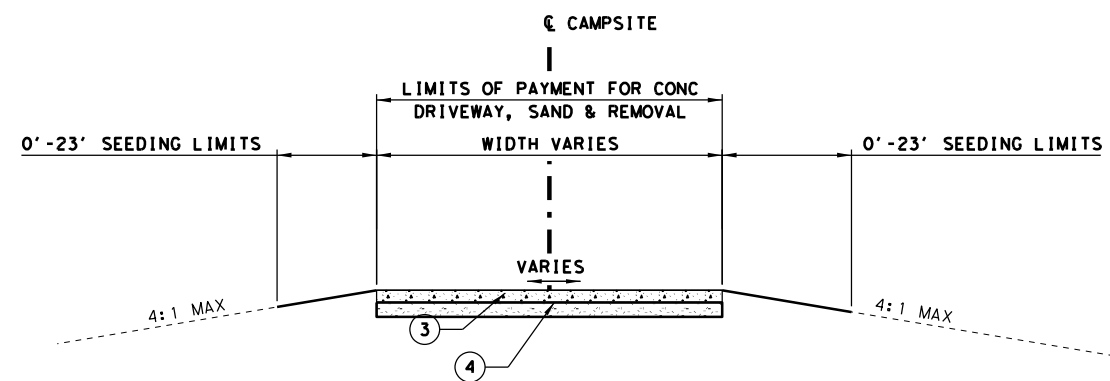 ℄ CAMPSITE
LIMITS OF PAYMENT FOR CONC
DRIVEWAY, SAND & REMOVAL
0'-23' SEEDING LIMITS
WIDTH VARIES
0'-23' SEEDING LIMITS
VARIES
4:1 MAX
4:1 MAX
3
4